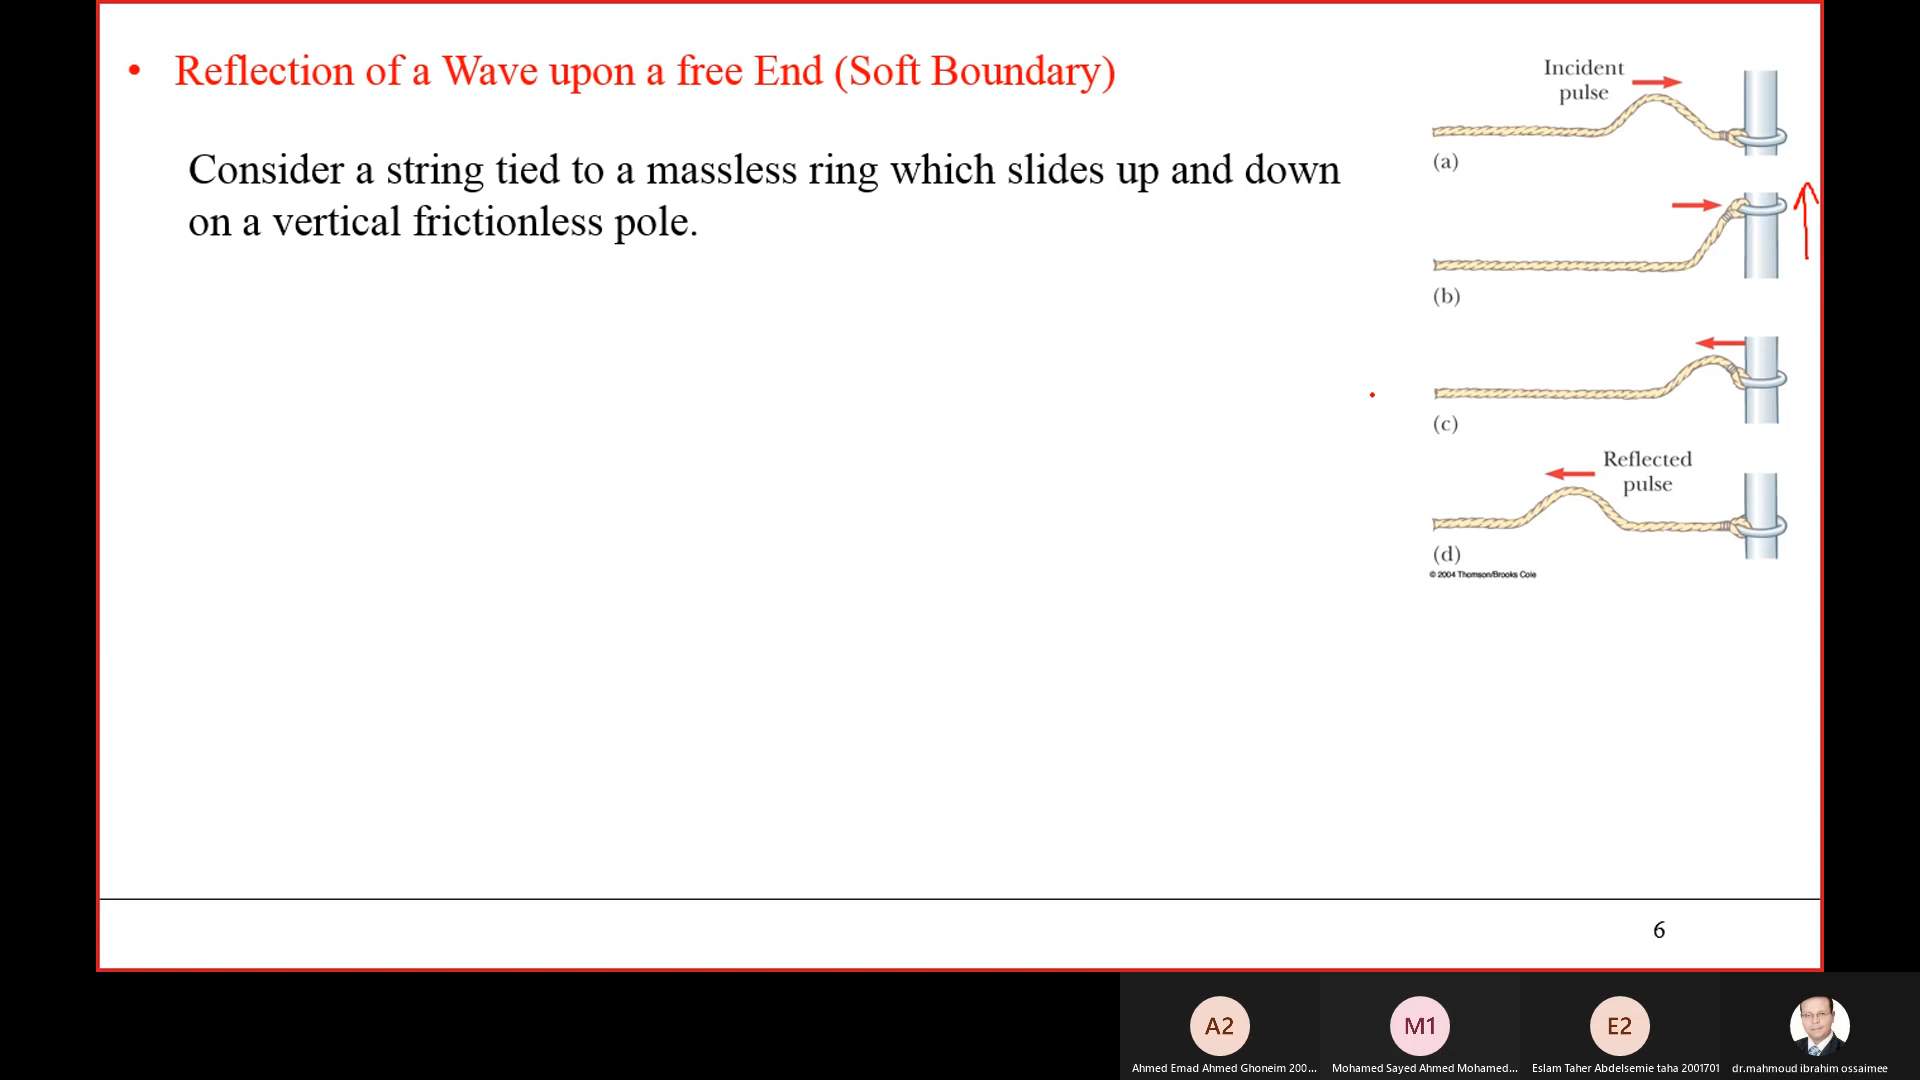 • Reflection of a Wave upon a free End (Soft Boundary)
Consider a string tied to a massless ring which slides up and down
on a vertical frictionless pole.
Incident
pulse
(a)
(b)
(c)
Reflected
pulse
(d)
© 2004 Thomson/Brooks Cole
6
A2
M1
E2
Ahmed Emad Ahmed Ghoneim 200...
Mohamed Sayed Ahmed Mohamed...
Eslam Taher Abdelsemie taha 2001701
dr.mahmoud ibrahim ossaimee